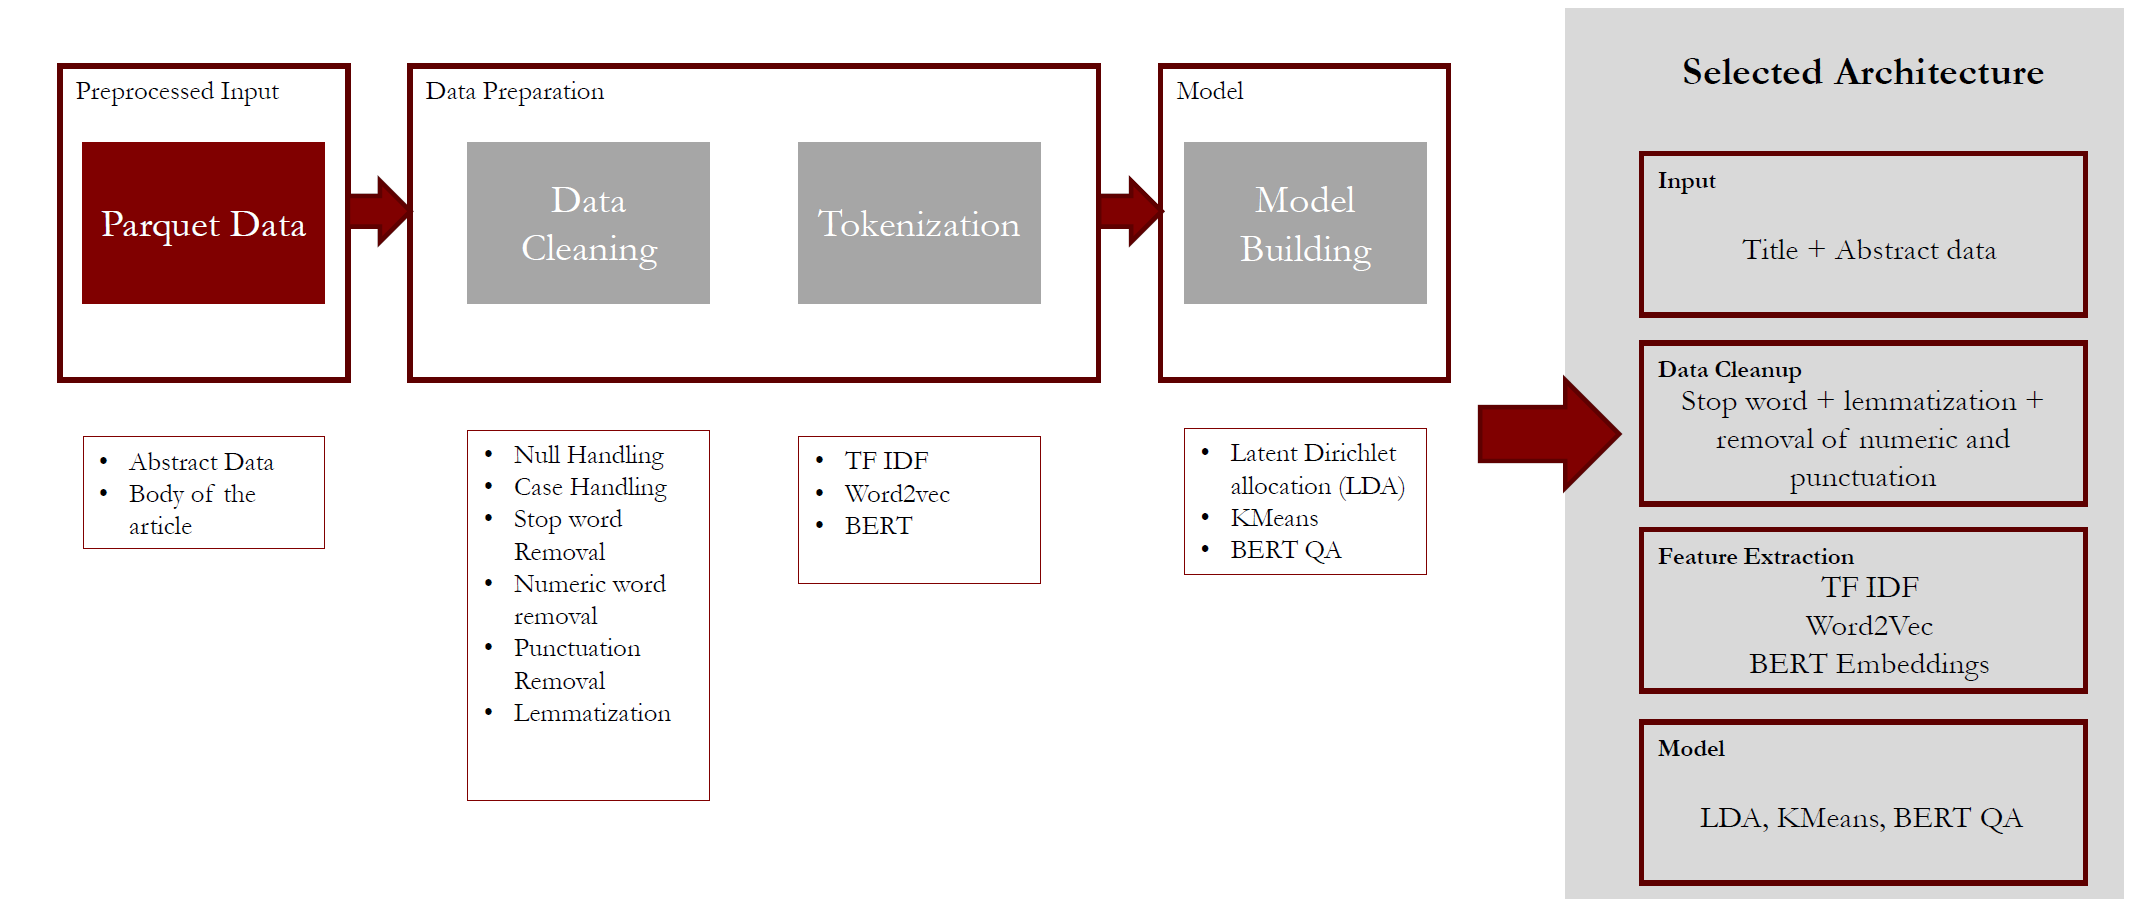 Preprocessed Input
Parquet Data
• Abstract Data
• Body of the
article
Data Preparation
Data
Cleaning
• Null Handling
• Case Handling
• Stop word
Removal
• Numeric word
removal
• Punctuation
Removal
• Lemmatization
Tokenization
• TF IDF
• Word2vec
• BERT
Model
Model
Building
• Latent Dirichlet
allocation (LDA)
• KMeans
• BERT QA
Selected Architecture
Input
Title + Abstract data
Data Cleanup
Stop word + lemmatization +
removal of numeric and
punctuation
Feature Extraction
TF IDF
Word2Vec
BERT Embeddings
Model
LDA, KMeans, BERT QA